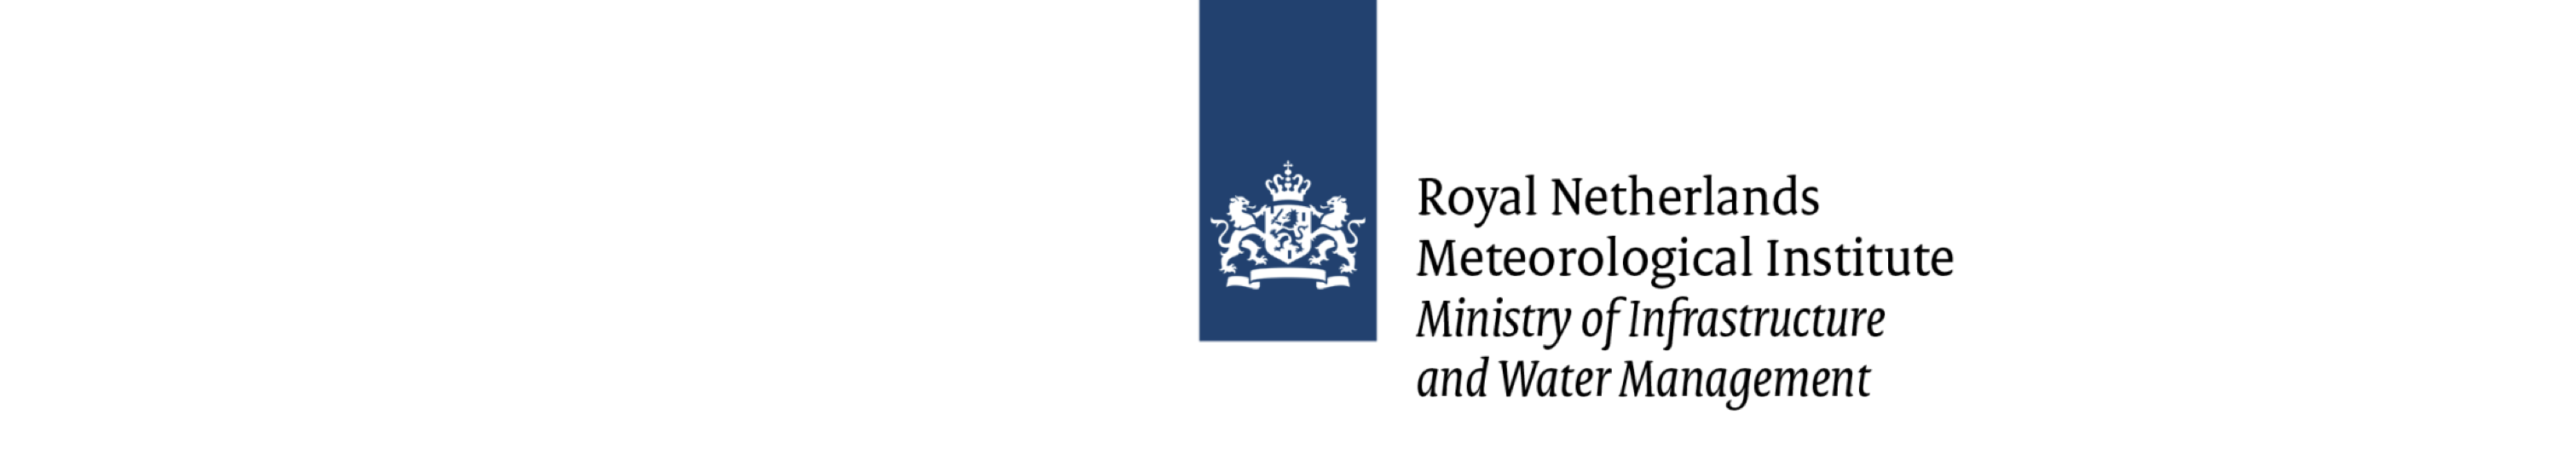 Royal Netherlands
Meteorological Institute
Ministry of Infrastructure
and Water Management